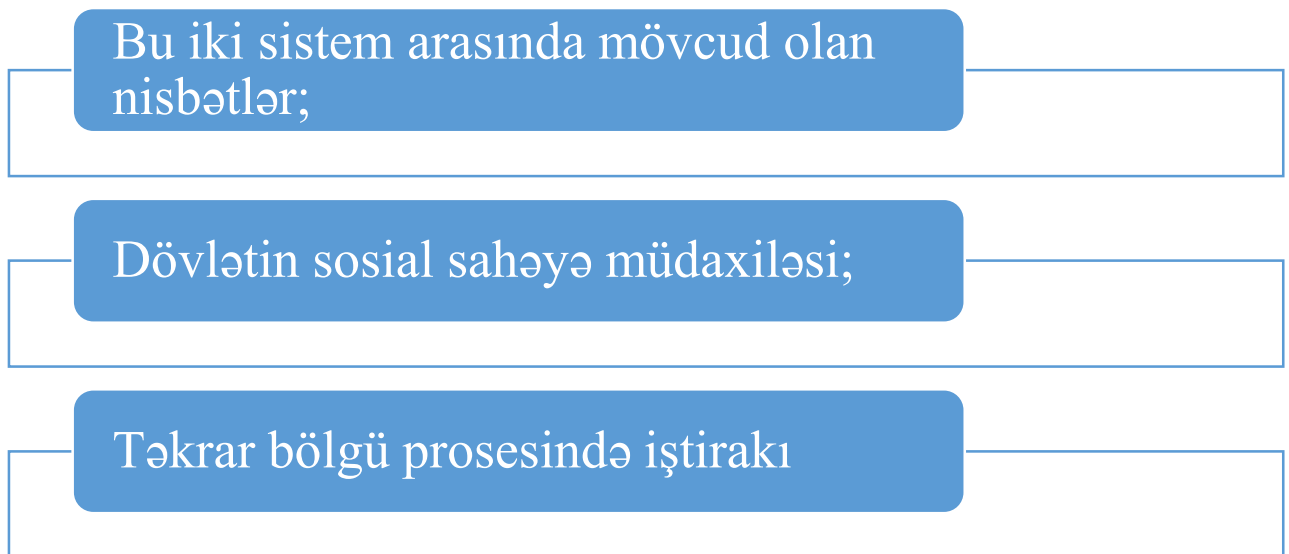 Bu iki sistem arasında mövcud olan
nisbətlər;
Dövlətin sosial sahəyə müdaxiləsi;
Təkrar bölgü prosesində iştirakı